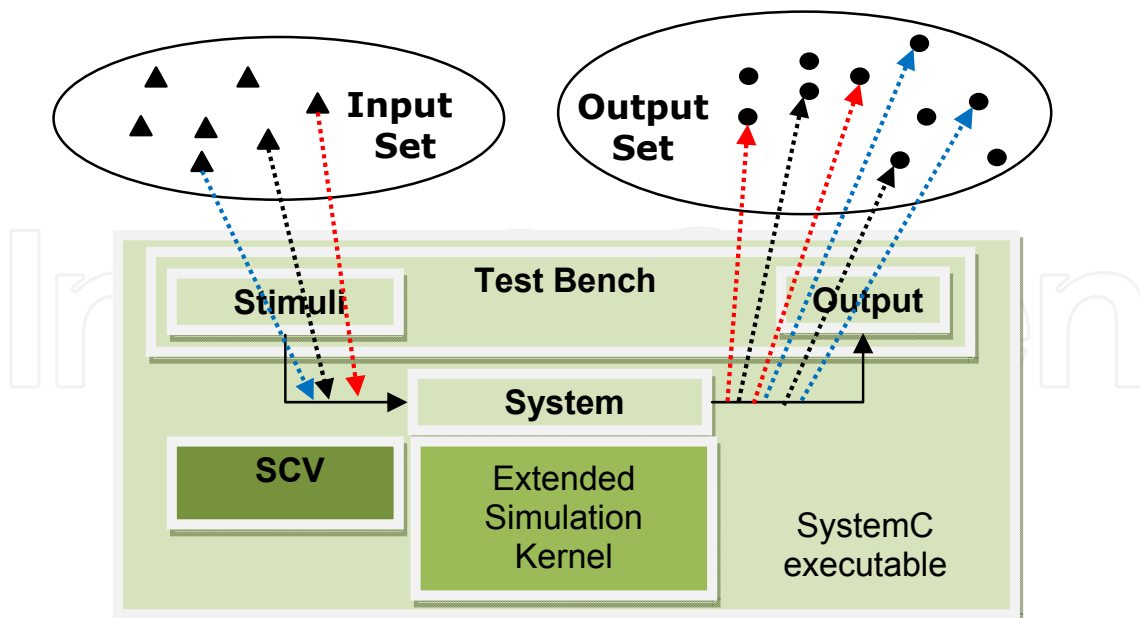 Input
Set
Output
Set
Test Bench
Stimuli
Output
System
SCV
Extended
Simulation
Kernel
SystemC
executable